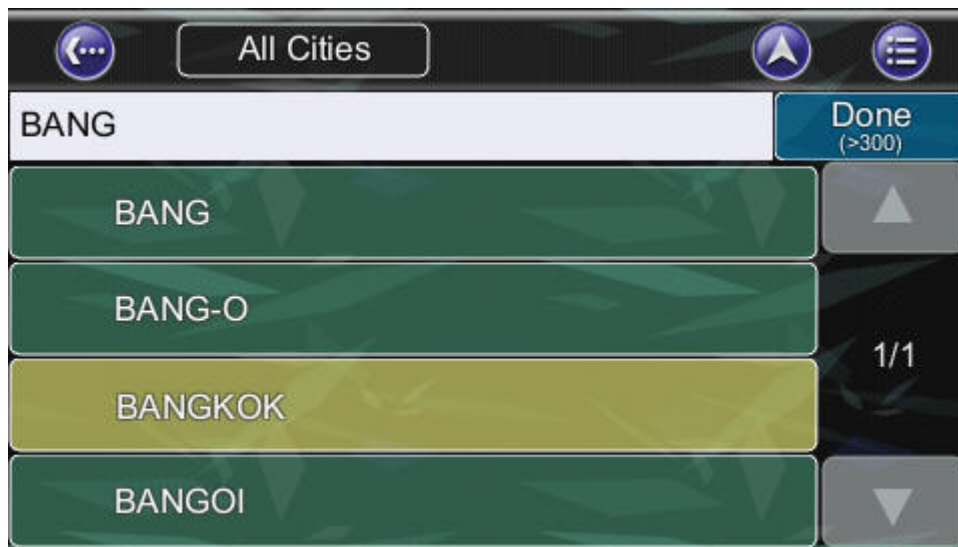 All Cities
BANG
Done
(>300)
BANG
BANG-O
BANGKOK
BANGOI
1/1